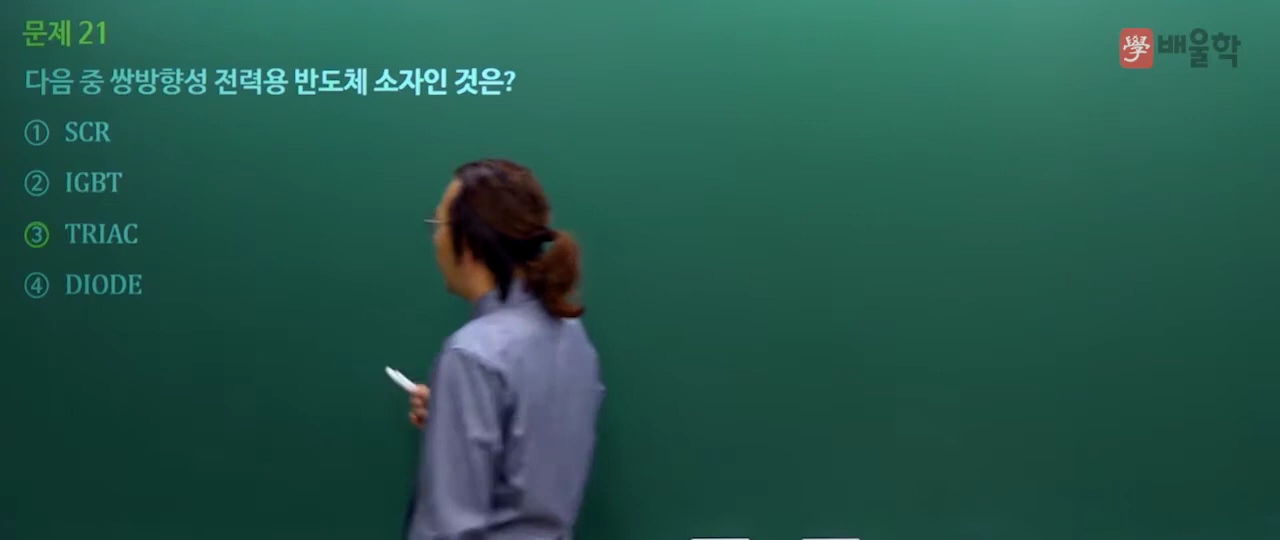 문제 21
學 배울학
다음 중 쌍방향성 전력용 반도체 소자인 것은?
① SCR
② IGBT
③ TRIAC
④ DIODE